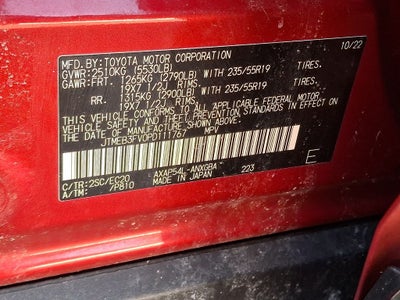 MFD.BY:TOYOTA MOTOR CORPORATION 10/22
GVWR:2510KG (5530LB)
GAWR:FRT. 1265KG (2790LB) WITH 235/55R19 TIRES.
19X7 1/2J RIMS.
RR. 1315KG (2900LB) WITH 235/55R19 TIRES.
19X7 1/2J RIMS.
THIS VEHICLE CONFORMS TO ALL APPLICABLE FEDERAL MOTOR
VEHICLE SAFETY STANDARDS IN EFFECT ON THE
DATE OF MANUFACTURE SHOWN ABOVE.
MPV
C/TR:2SC/EC20 AXAP54L-ANXGBA 223 E
A/TM: /P810 MADE IN JAPAN